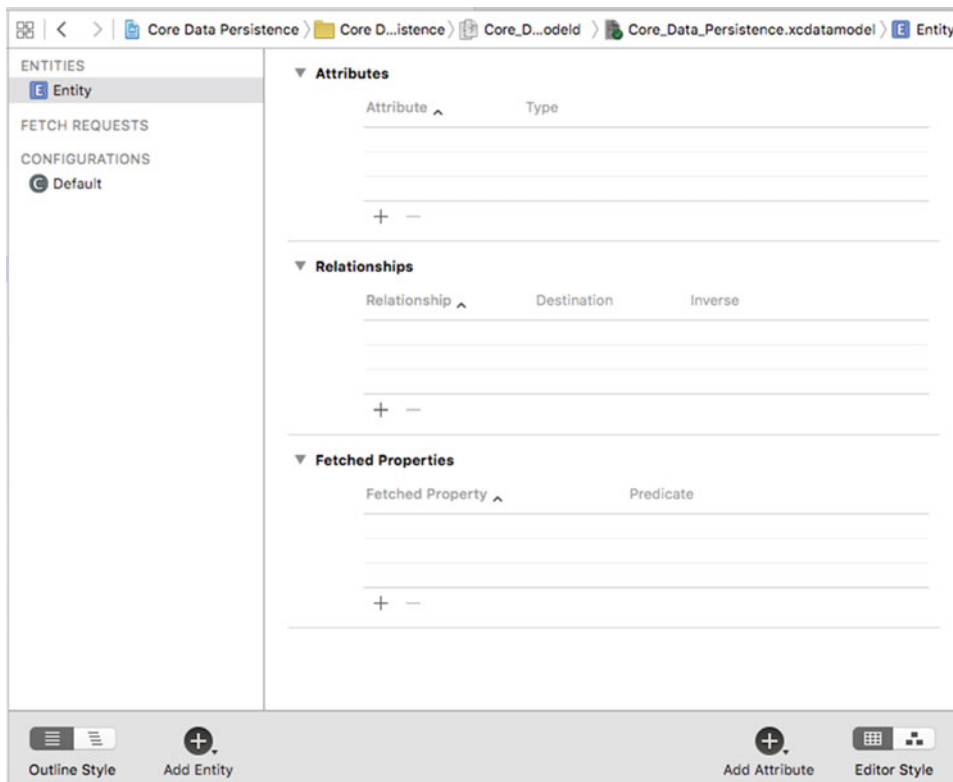 Core Data Persistence Core D...istence Core_D...odeld Core_Data_Persistence.xcdatamodel E Entity
ENTITIES
E Entity
FETCH REQUESTS
CONFIGURATIONS
C Default
Attributes
Attribute Type
Relationships
Relationship Destination Inverse
Fetched Properties
Fetched Property Predicate
Outline Style Add Entity Add Attribute Editor Style